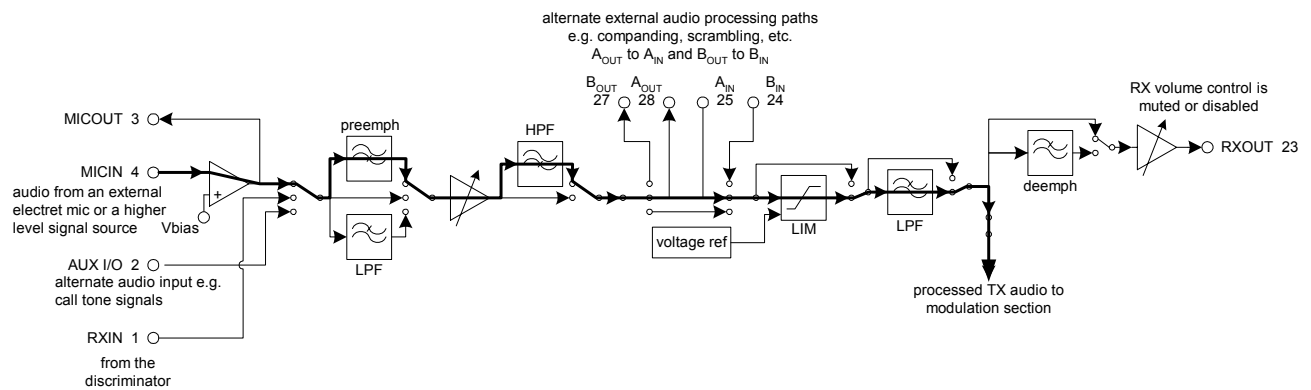 alternate external audio processing paths
e.g. companding, scrambling, etc.
AOUT to AIN and BOUT to BIN
BOUT AOUT AIN BIN
27 28 25 24
RX volume control is
muted or disabled
MICOUT 3
preemph
HPF
MICIN 4
RXOUT 23
audio from an external
electret mic or a higher
level signal source
+
Vbias
deemph
voltage ref
LIM
LPF
LPF
AUX I/O 2
alternate audio input e.g.
call tone signals
processed TX audio to
modulation section
RXIN 1
from the
discriminator